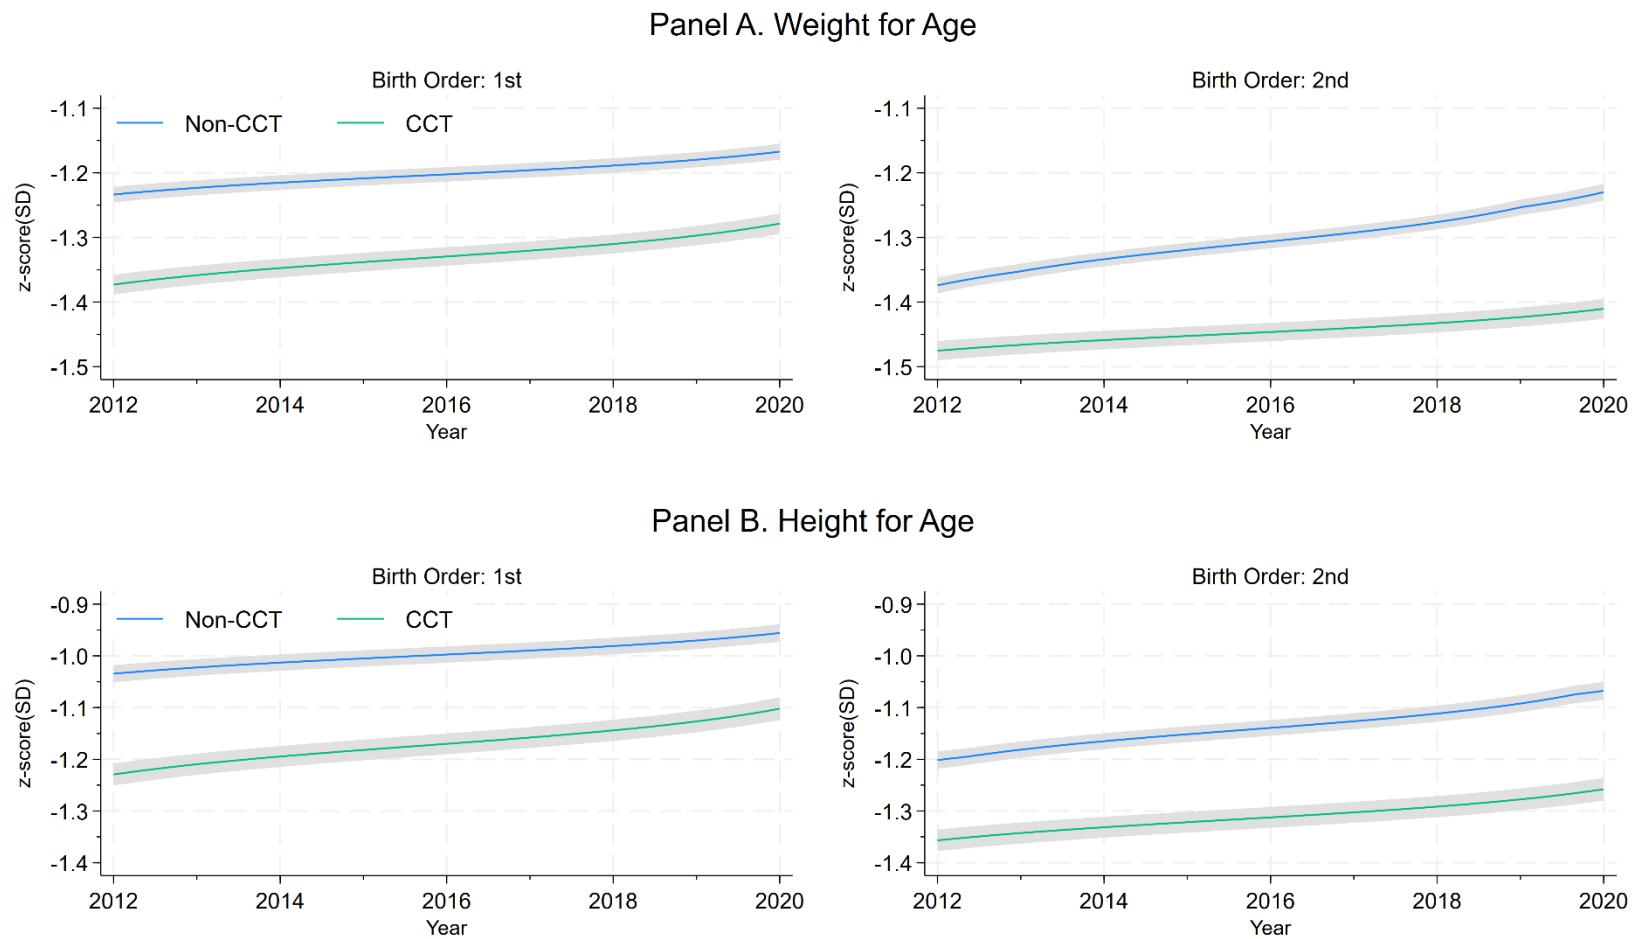 Panel A. Weight for Age
Birth Order: 1st
Non-CCT
CCT
z-score(SD)
-1.1
-1.2
-1.3
-1.4
-1.5
2012
2014
2016
2018
2020
Year
Birth Order: 2nd
z-score(SD)
-1.1
-1.2
-1.3
-1.4
-1.5
2012
2014
2016
2018
2020
Year
Panel B. Height for Age
Birth Order: 1st
Non-CCT
CCT
z-score(SD)
-0.9
-1.0
-1.1
-1.2
-1.3
-1.4
2012
2014
2016
2018
2020
Year
Birth Order: 2nd
z-score(SD)
-0.9
-1.0
-1.1
-1.2
-1.3
-1.4
2012
2014
2016
2018
2020
Year